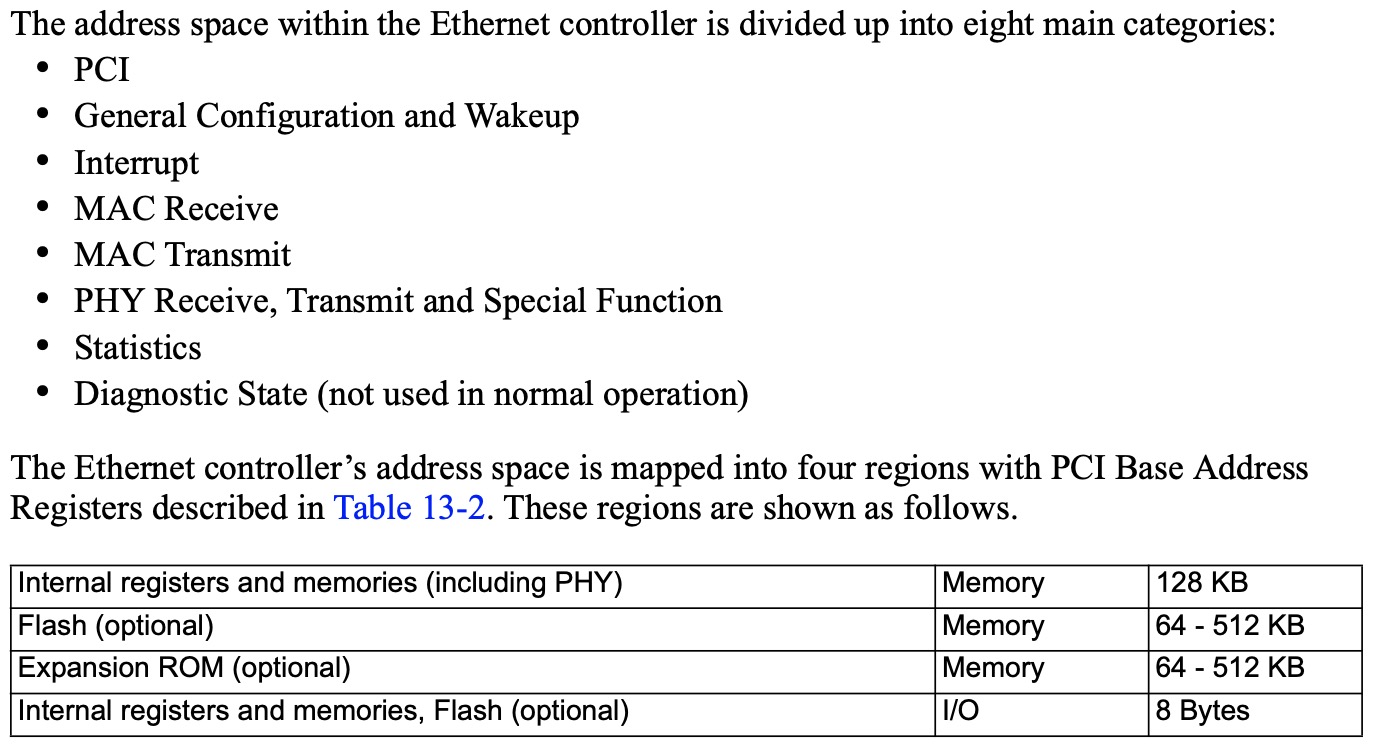 The address space within the Ethernet controller is divided up into eight main categories:
• PCI
• General Configuration and Wakeup
• Interrupt
• MAC Receive
• MAC Transmit
• PHY Receive, Transmit and Special Function
• Statistics
• Diagnostic State (not used in normal operation)
The Ethernet controller’s address space is mapped into four regions with PCI Base Address
Registers described in Table 13-2. These regions are shown as follows.
Internal registers and memories (including PHY) Memory 128 KB
Flash (optional) Memory 64 - 512 KB
Expansion ROM (optional) Memory 64 - 512 KB
Internal registers and memories, Flash (optional) I/O 8 Bytes